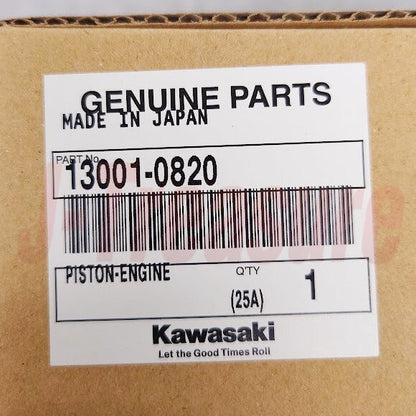 GENUINE PARTS
MADE IN JAPAN
PART No.
13001-0820
J-Treasure
PISTON-ENGINE
Q'TY
(25A) 1
Kawasaki
Let the Good Times Roll